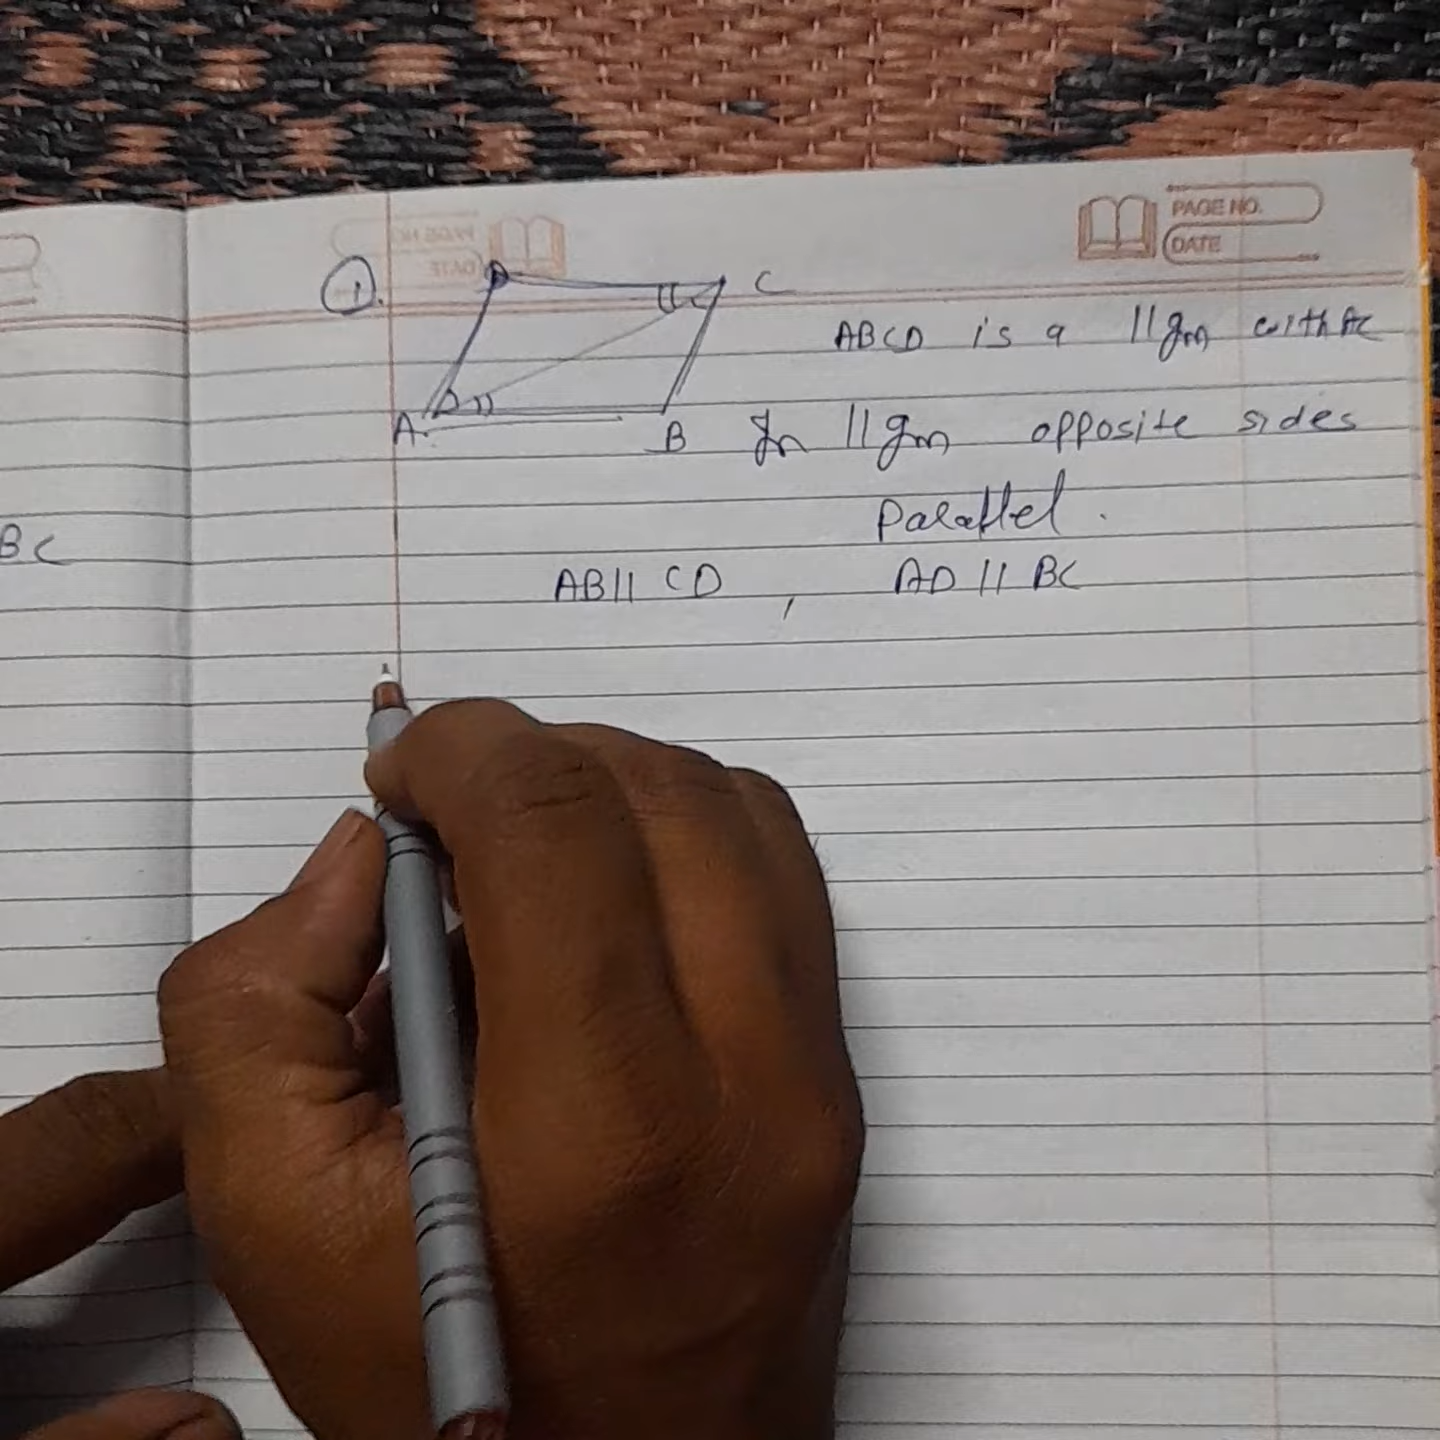 PAGE NO.
DATE
1.
D
C
ABCD is a ||gm with AC
A
B
In ||gm opposite sides
Parallel.
BC
AB || CD , AD || BC